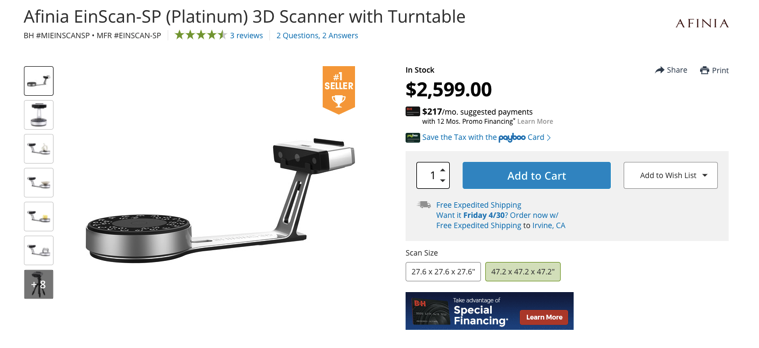 Afinia EinScan-SP (Platinum) 3D Scanner with Turntable
AFINIA
BH #MIEINSCANSP • MFR #EINSCAN-SP
3 reviews
2 Questions, 2 Answers
#1
SELLER
+ 8
In Stock
Share
Print
$2,599.00
$217/mo. suggested payments
with 12 Mos. Promo Financing* Learn More
Save the Tax with the payboo Card >
1
Add to Cart
Add to Wish List
Free Expedited Shipping
Want it Friday 4/30? Order now w/
Free Expedited Shipping to Irvine, CA
Scan Size
27.6 x 27.6 x 27.6"
47.2 x 47.2 x 47.2"
B&H
Take advantage of
Special
Financing*
Learn More